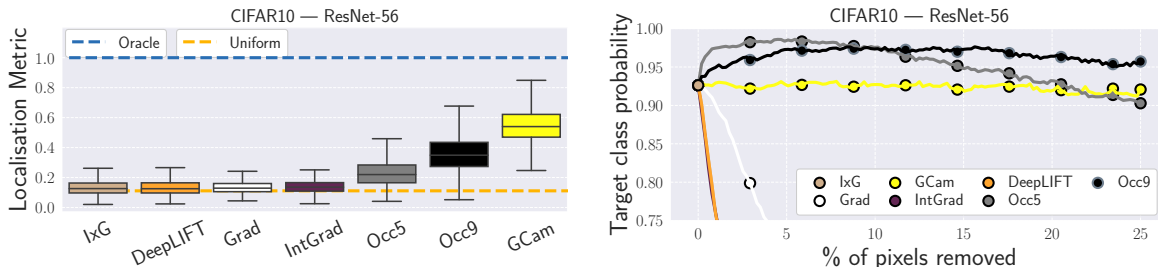 CIFAR10 — ResNet-56
Localisation Metric
Oracle
Uniform
1.0
0.8
0.6
0.4
0.2
0.0
IxG
DeepLIFT
Grad
IntGrad
Occ5
Occ9
GCam
CIFAR10 — ResNet-56
Target class probability
1.00
0.95
0.90
0.85
0.80
0.75
IxG
Grad
GCam
IntGrad
DeepLIFT
Occ5
Occ9
0
5
10
15
20
25
% of pixels removed